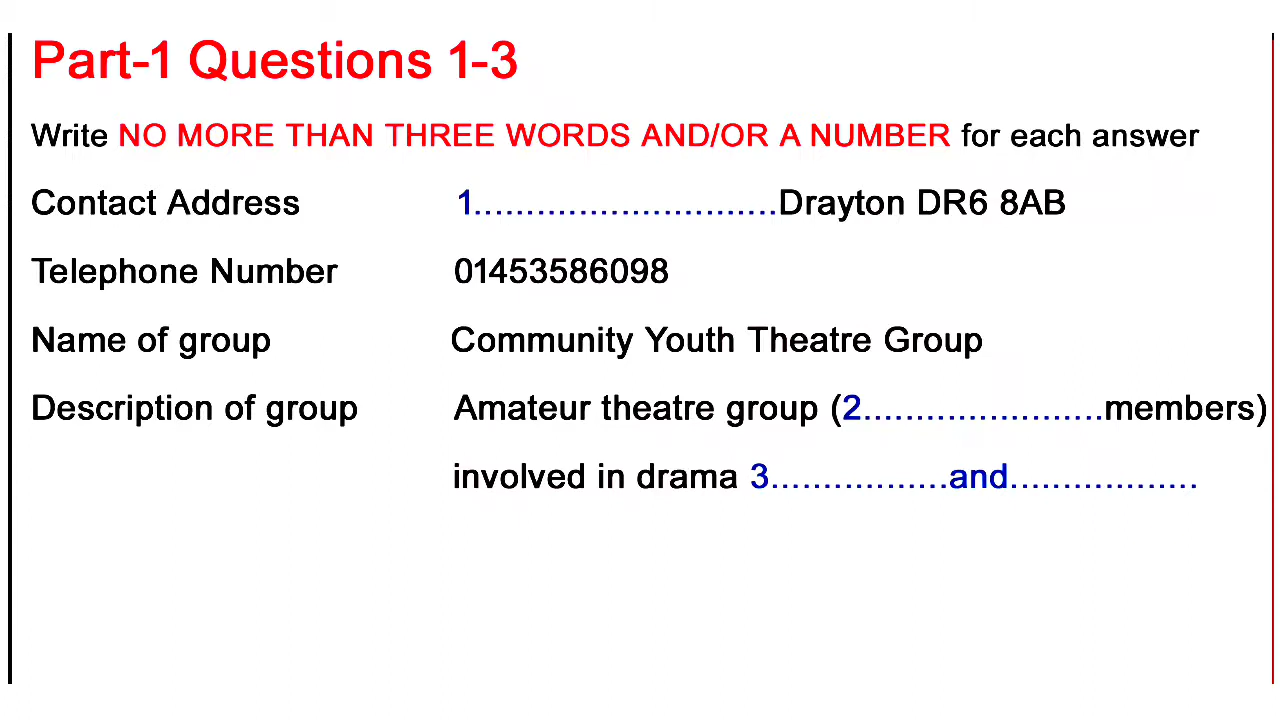 Part-1 Questions 1-3
Write NO MORE THAN THREE WORDS AND/OR A NUMBER for each answer
Contact Address 1.............................Drayton DR6 8AB
Telephone Number 01453586098
Name of group Community Youth Theatre Group
Description of group Amateur theatre group (2.......................members)
involved in drama 3.................and..................